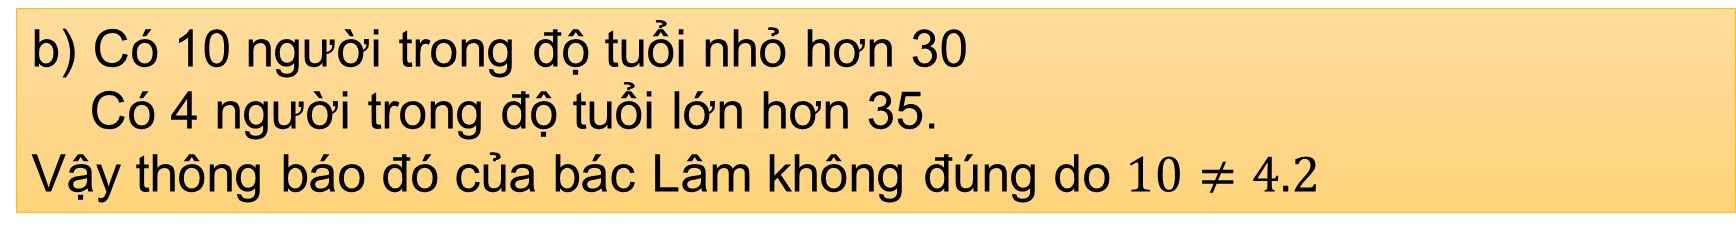 b) Có 10 người trong độ tuổi nhỏ hơn 30
Có 4 người trong độ tuổi lớn hơn 35.
Vậy thông báo đó của bác Lâm không đúng do 10 ≠ 4.2